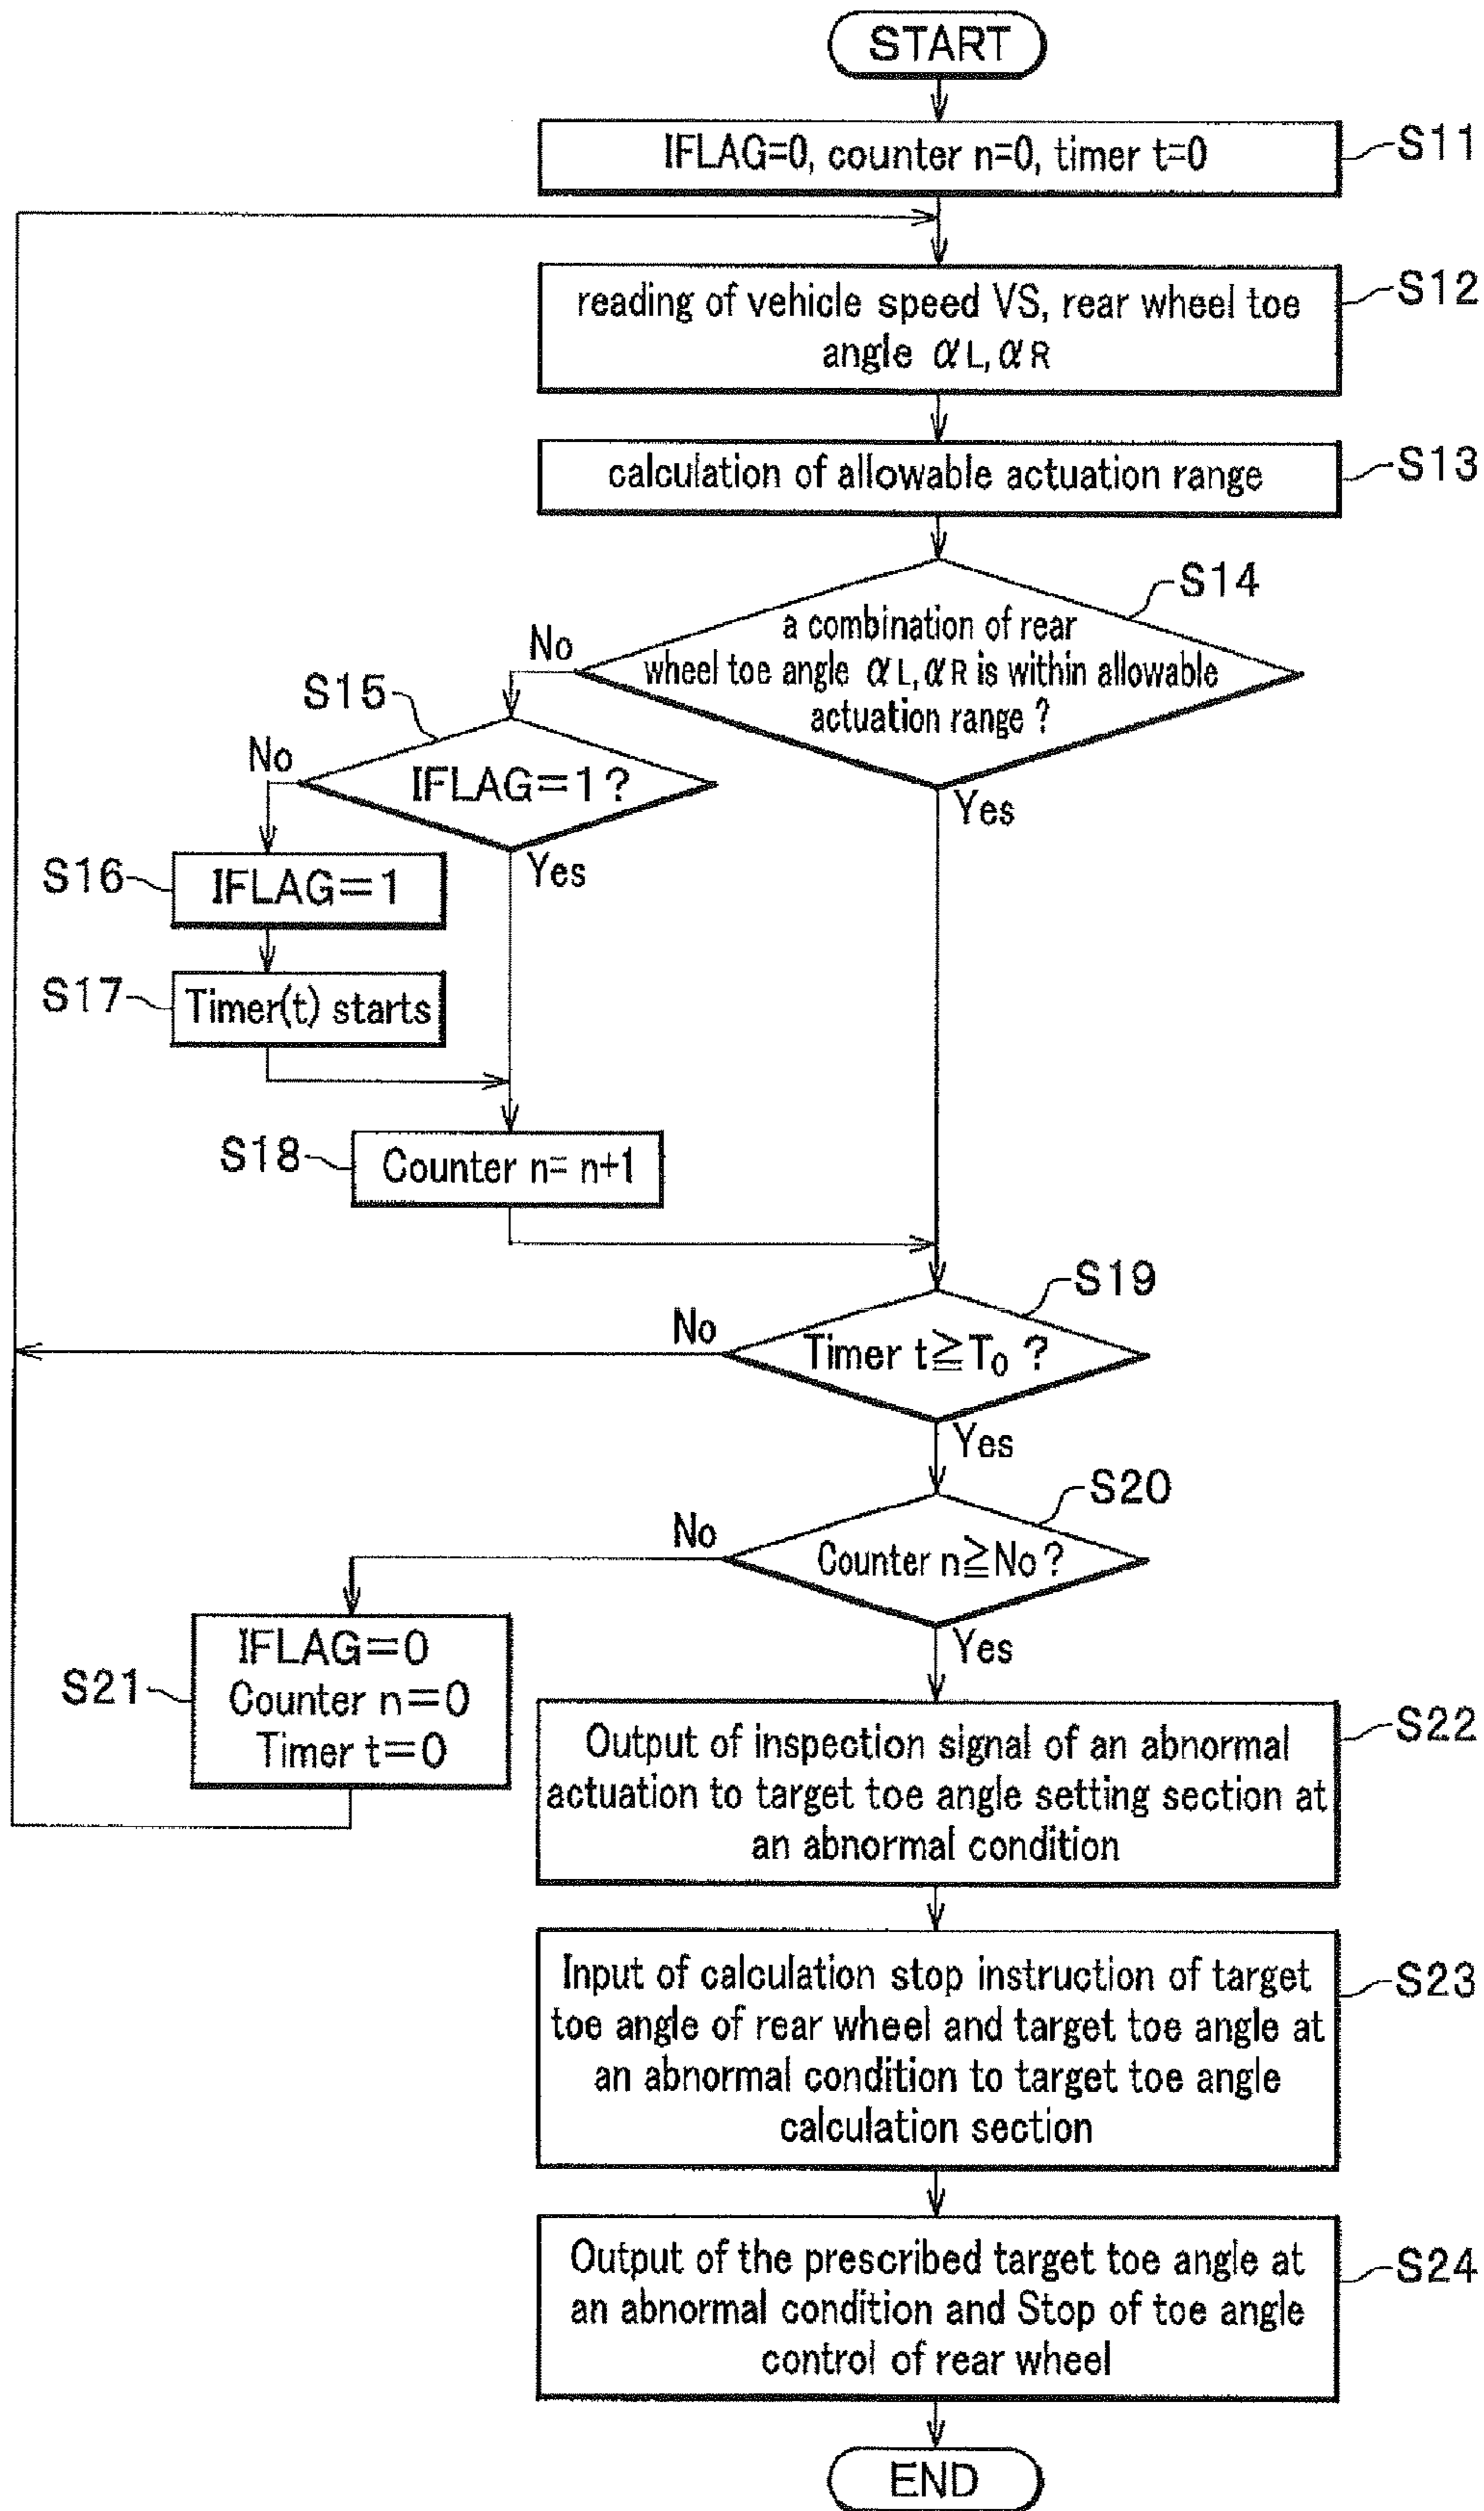 START
IFLAG=0, counter n=0, timer t=0
S11
reading of vehicle speed VS, rear wheel toe
angle αL, αR
S12
calculation of allowable actuation range
S13
S14
a combination of rear
wheel toe angle αL, αR is within allowable
actuation range ?
No
Yes
S15
IFLAG=1 ?
No
Yes
S16
IFLAG=1
S17
Timer(t) starts
S18
Counter n= n+1
S19
Timer t≧T₀ ?
No
Yes
S20
Counter n≧No ?
No
Yes
S21
IFLAG=0
Counter n=0
Timer t=0
Output of inspection signal of an abnormal
actuation to target toe angle setting section at
an abnormal condition
S22
Input of calculation stop instruction of target
toe angle of rear wheel and target toe angle at
an abnormal condition to target toe angle
calculation section
S23
Output of the prescribed target toe angle at
an abnormal condition and Stop of toe angle
control of rear wheel
S24
END